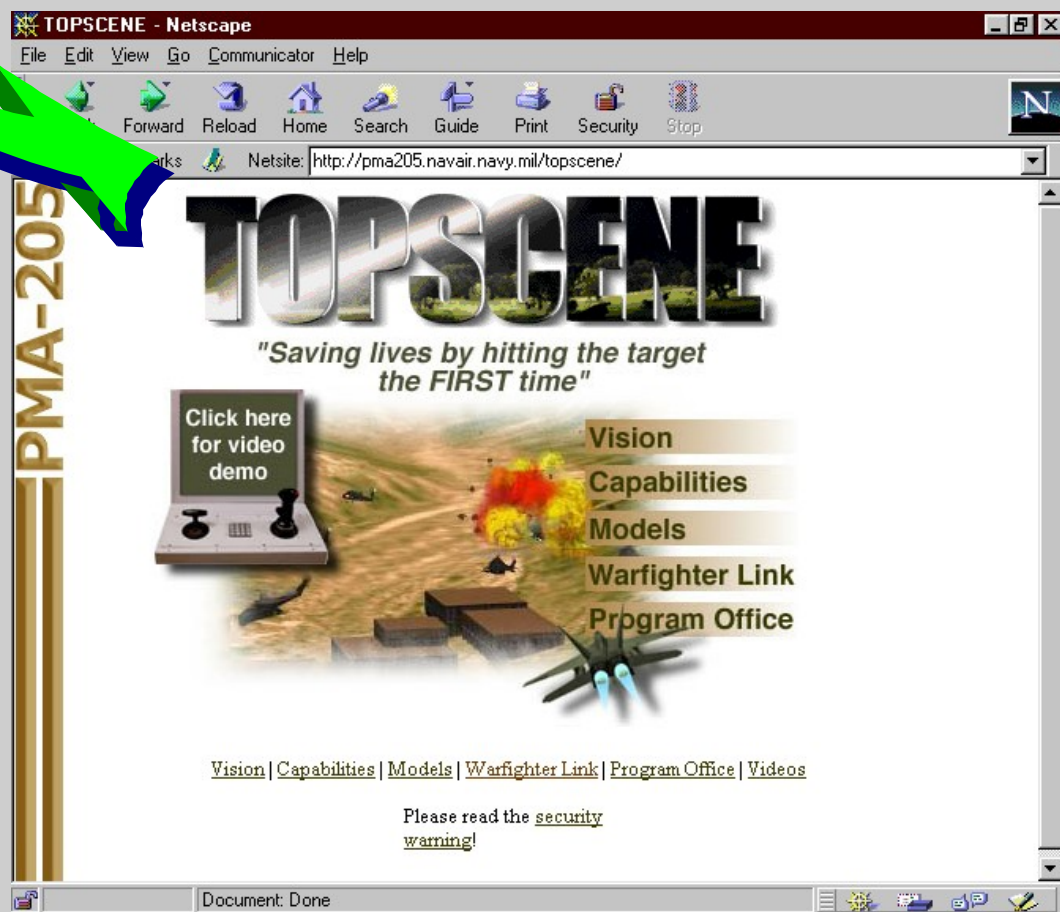 TOPSCENE - Netscape
File Edit View Go Communicator Help
Forward Reload Home Search Guide Print Security Stop
N
Netsite: http://pma205.navair.navy.mil/topscene/
PMA-205
TOPSCENE
"Saving lives by hitting the target
the FIRST time"
Click here
for video
demo
Vision
Capabilities
Models
Warfighter Link
Program Office
Vision | Capabilities | Models | Warfighter Link | Program Office | Videos
Please read the security
warning!
Document: Done